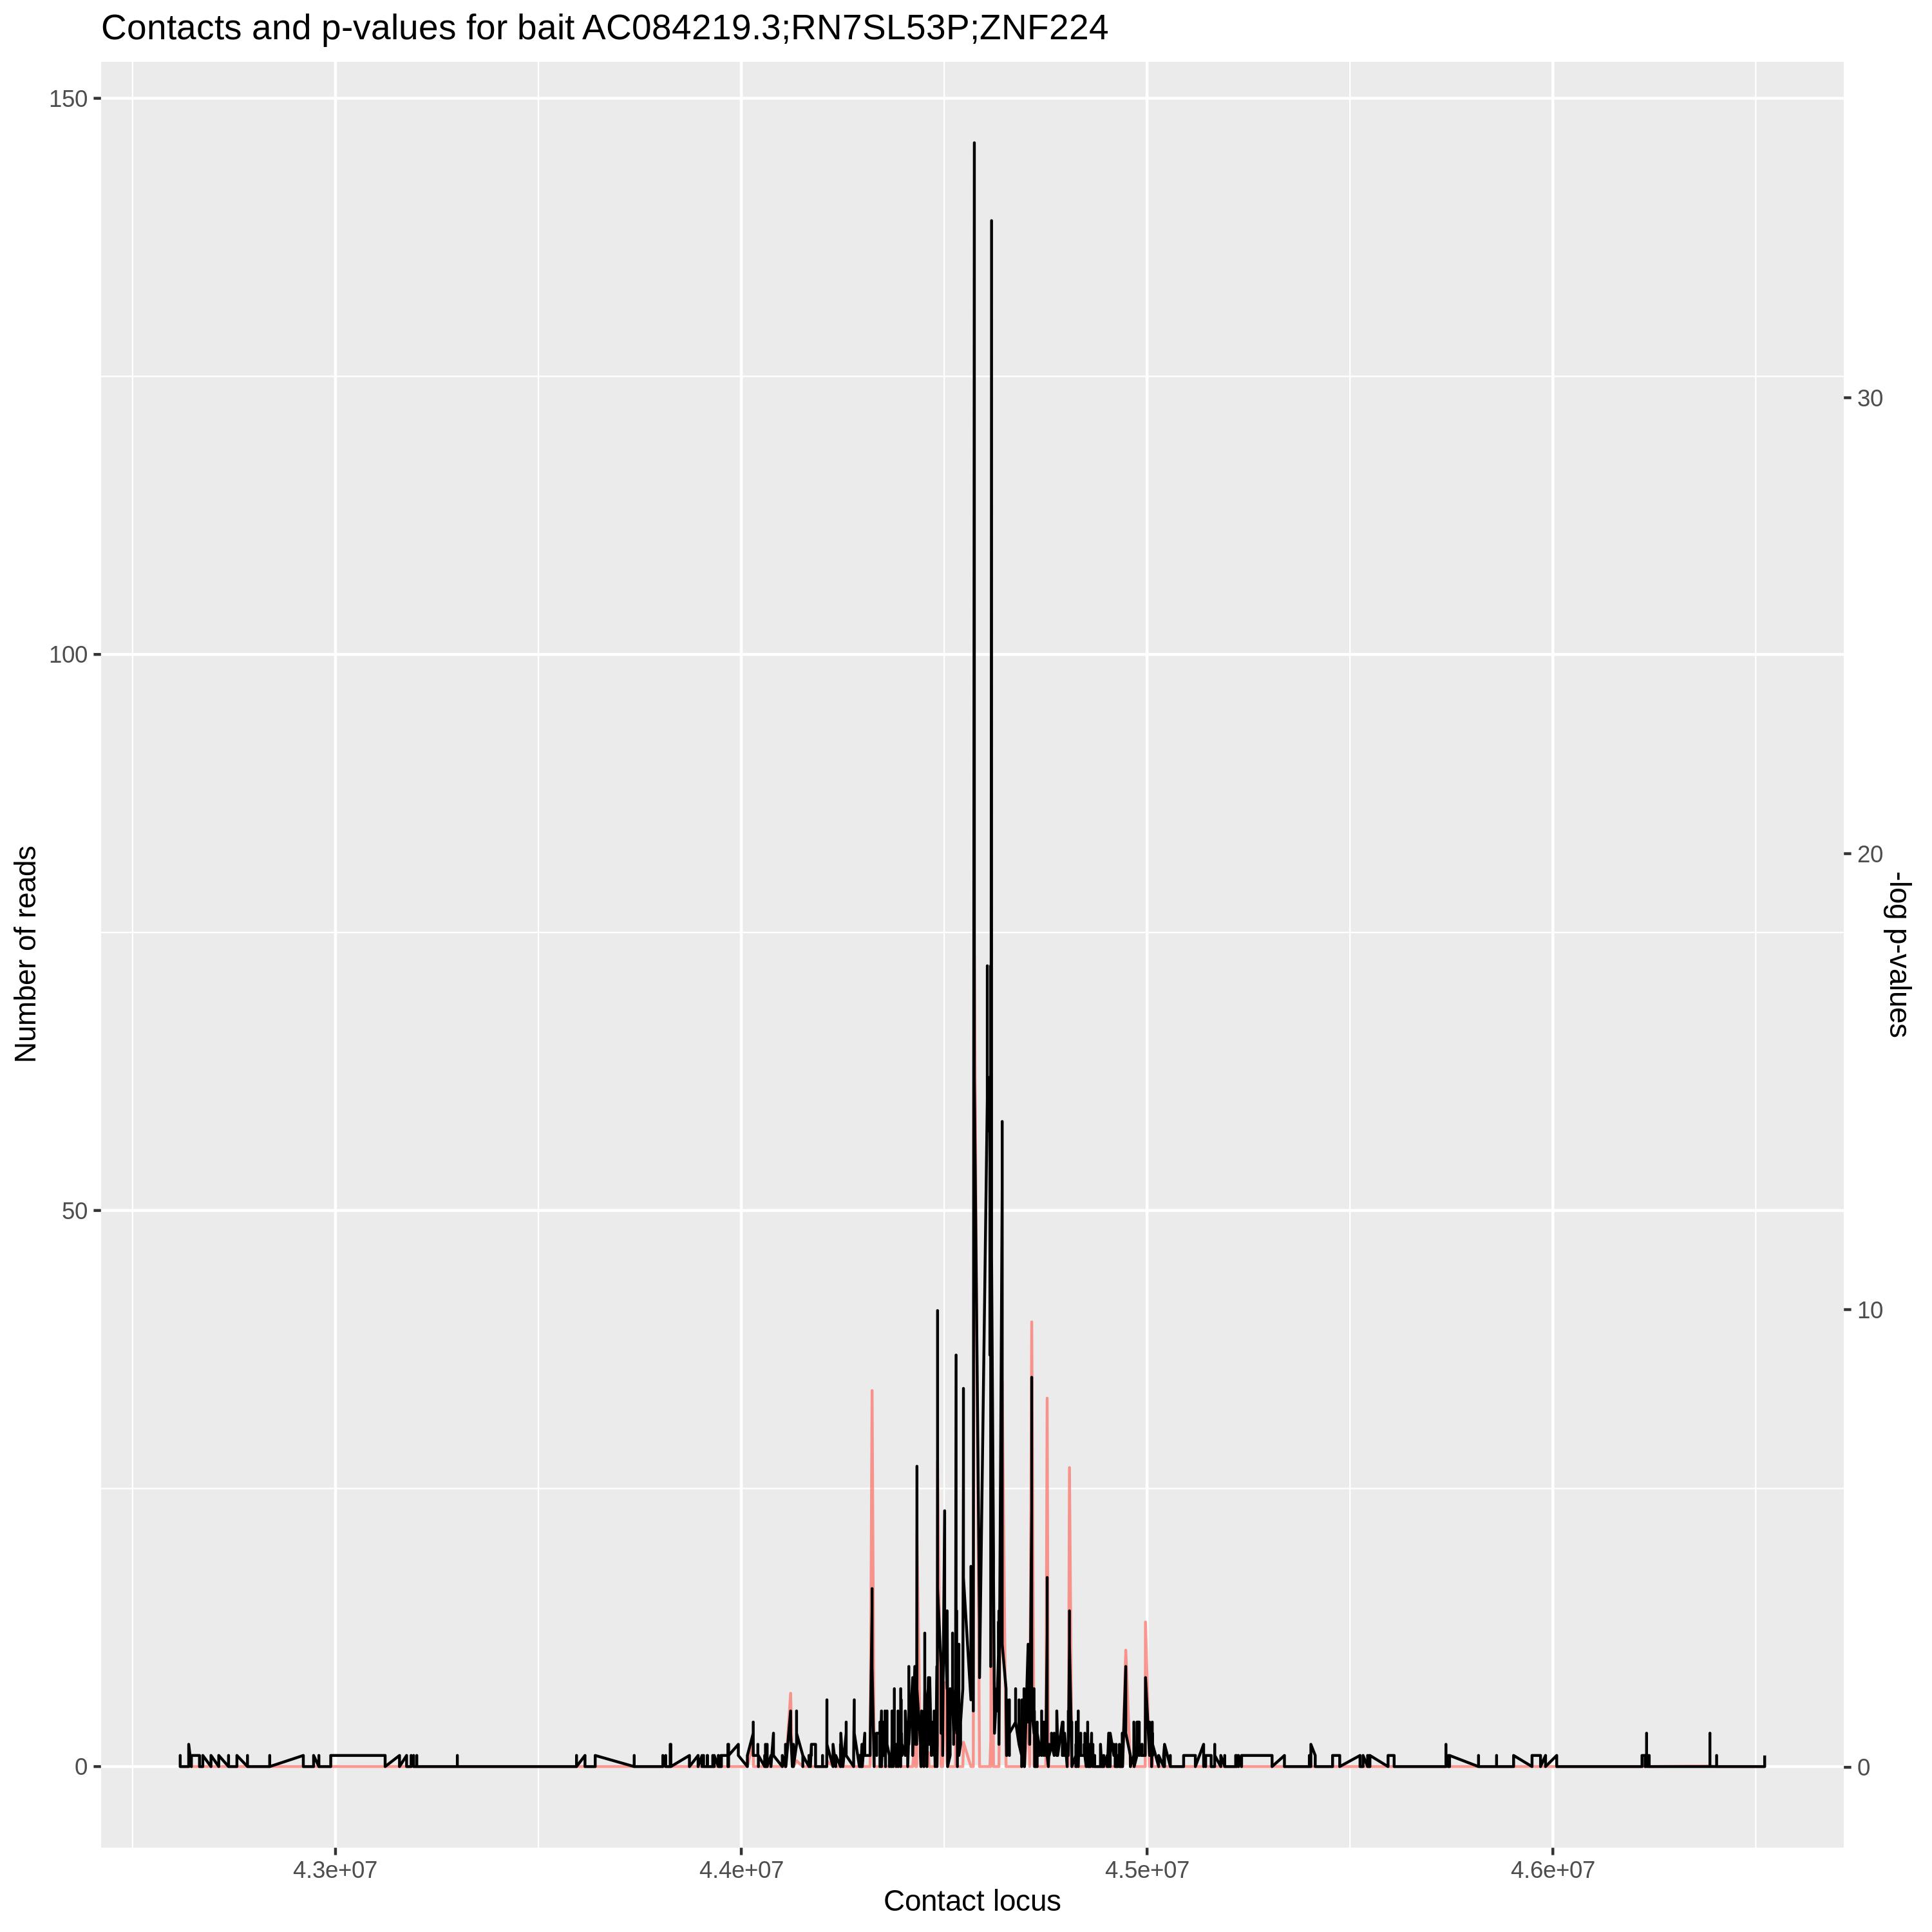 Contacts and p-values for bait AC084219.3;RN7SL53P;ZNF224
150
100
50
0
Number of reads
30
20
10
0
-log p-values
4.3e+07
4.4e+07
4.5e+07
4.6e+07
Contact locus